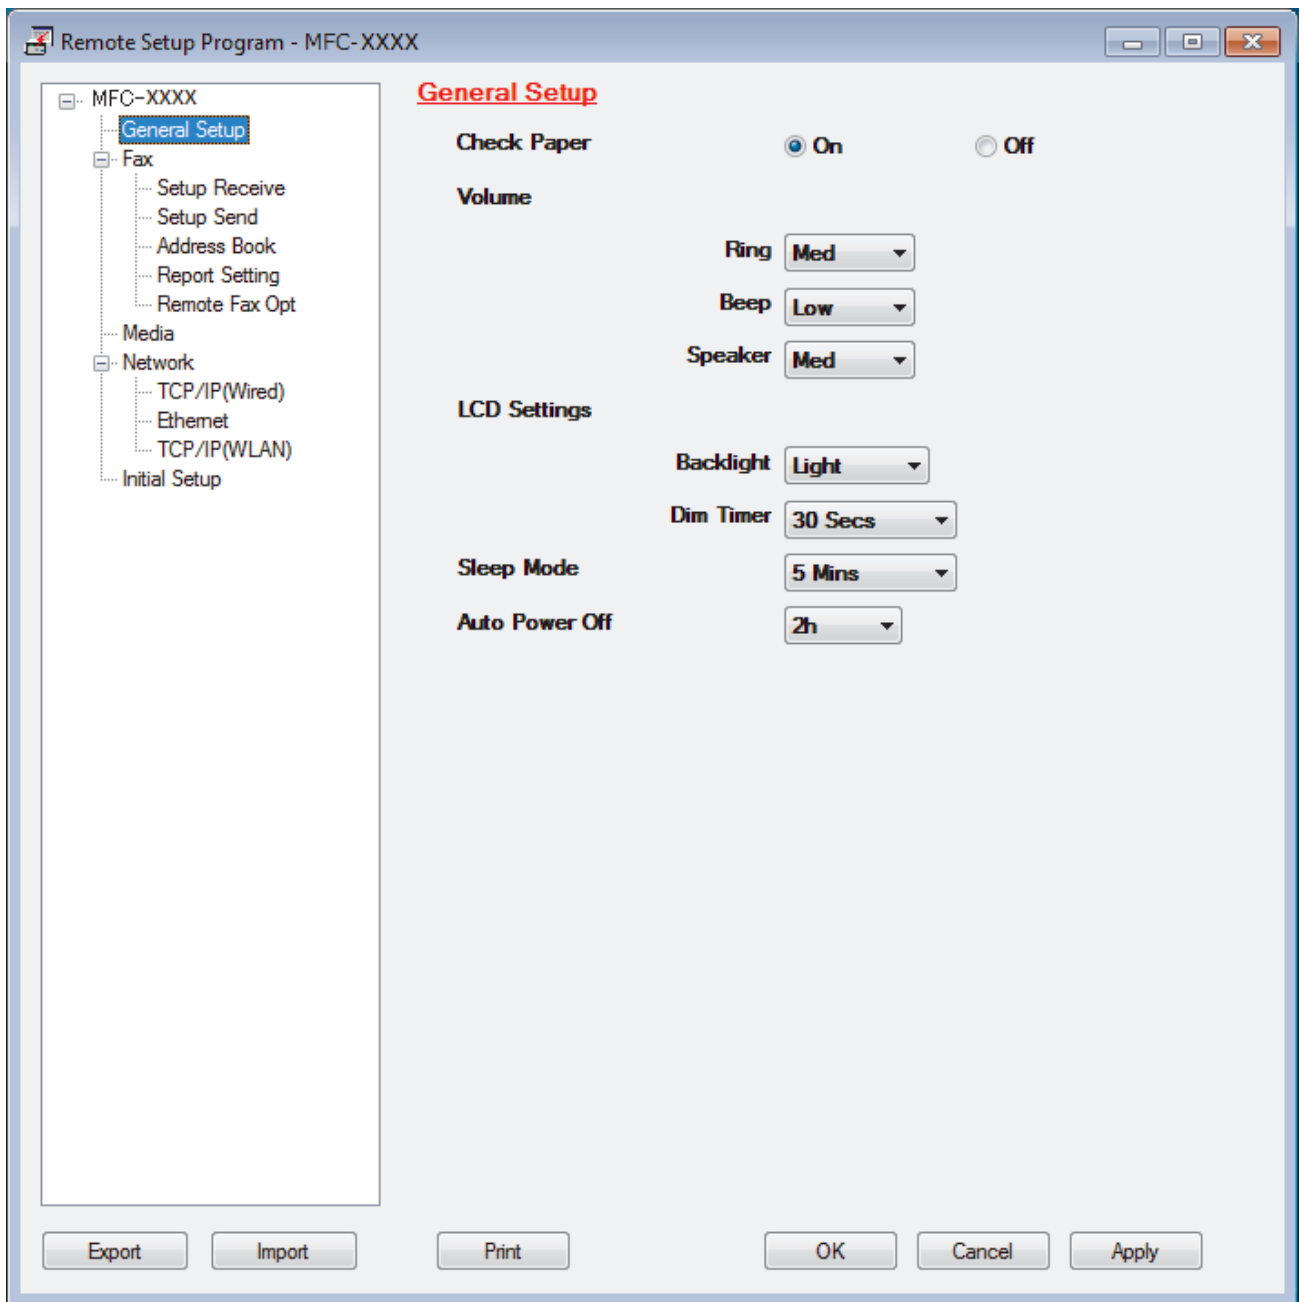 Remote Setup Program - MFC-XXXX
MFC-XXXX
General Setup
Fax
Setup Receive
Setup Send
Address Book
Report Setting
Remote Fax Opt
Media
Network
TCP/IP(Wired)
Ethernet
TCP/IP(WLAN)
Initial Setup
General Setup
Check Paper On Off
Volume
Ring Med
Beep Low
Speaker Med
LCD Settings
Backlight Light
Dim Timer 30 Secs
Sleep Mode 5 Mins
Auto Power Off 2h
Export Import Print OK Cancel Apply